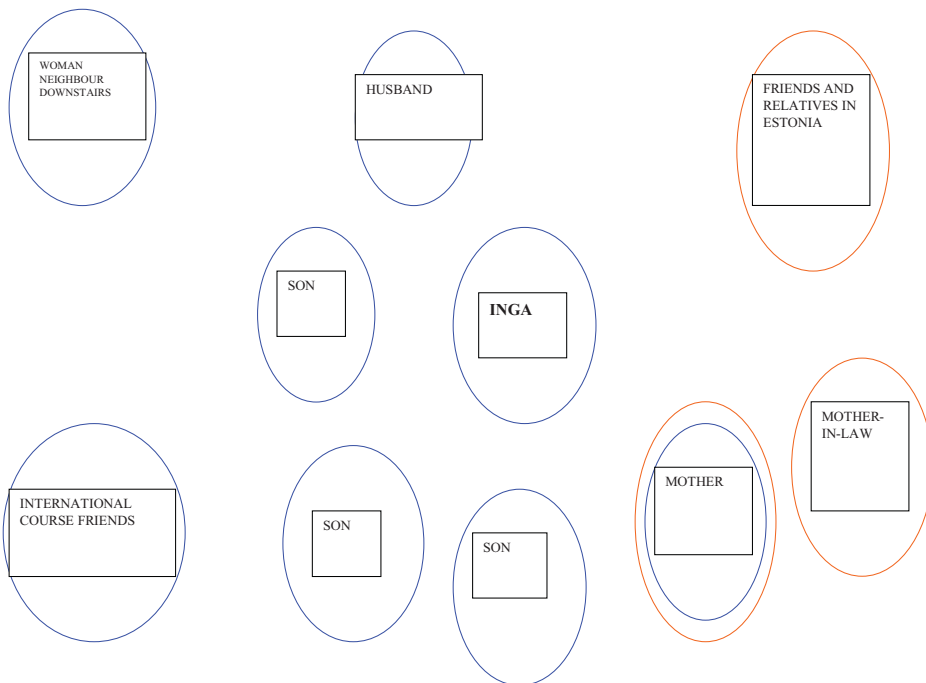 WOMAN
NEIGHBOUR
DOWNSTAIRS
HUSBAND
FRIENDS AND
RELATIVES IN
ESTONIA
SON
INGA
MOTHER-
IN-LAW
INTERNATIONAL
COURSE FRIENDS
SON
SON
MOTHER